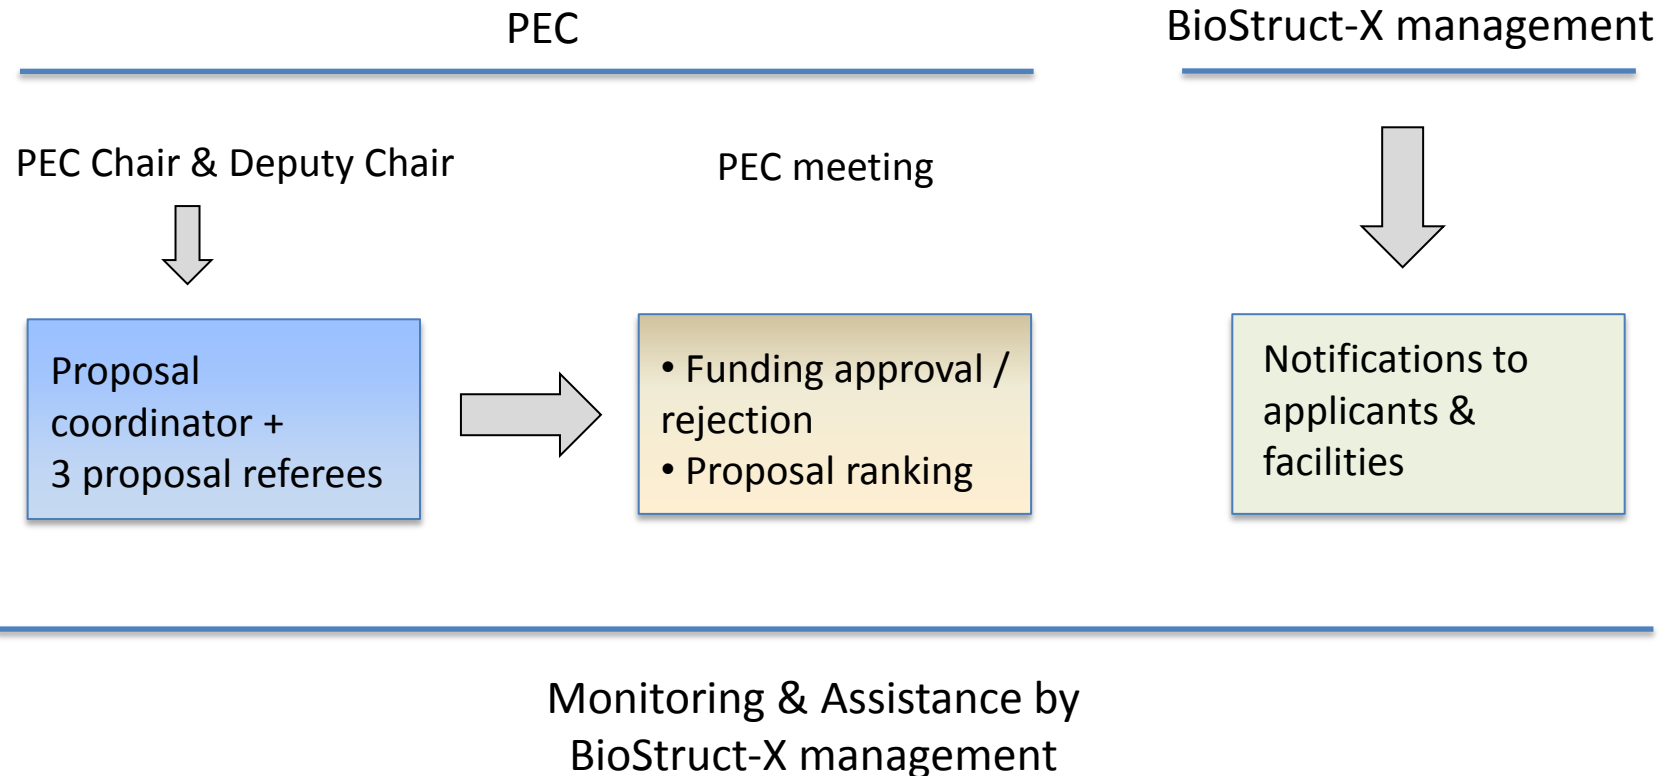 PEC
BioStruct-X management
PEC Chair & Deputy Chair
PEC meeting
Proposal
coordinator +
3 proposal referees
• Funding approval /
rejection
• Proposal ranking
Notifications to
applicants &
facilities
Monitoring & Assistance by
BioStruct-X management